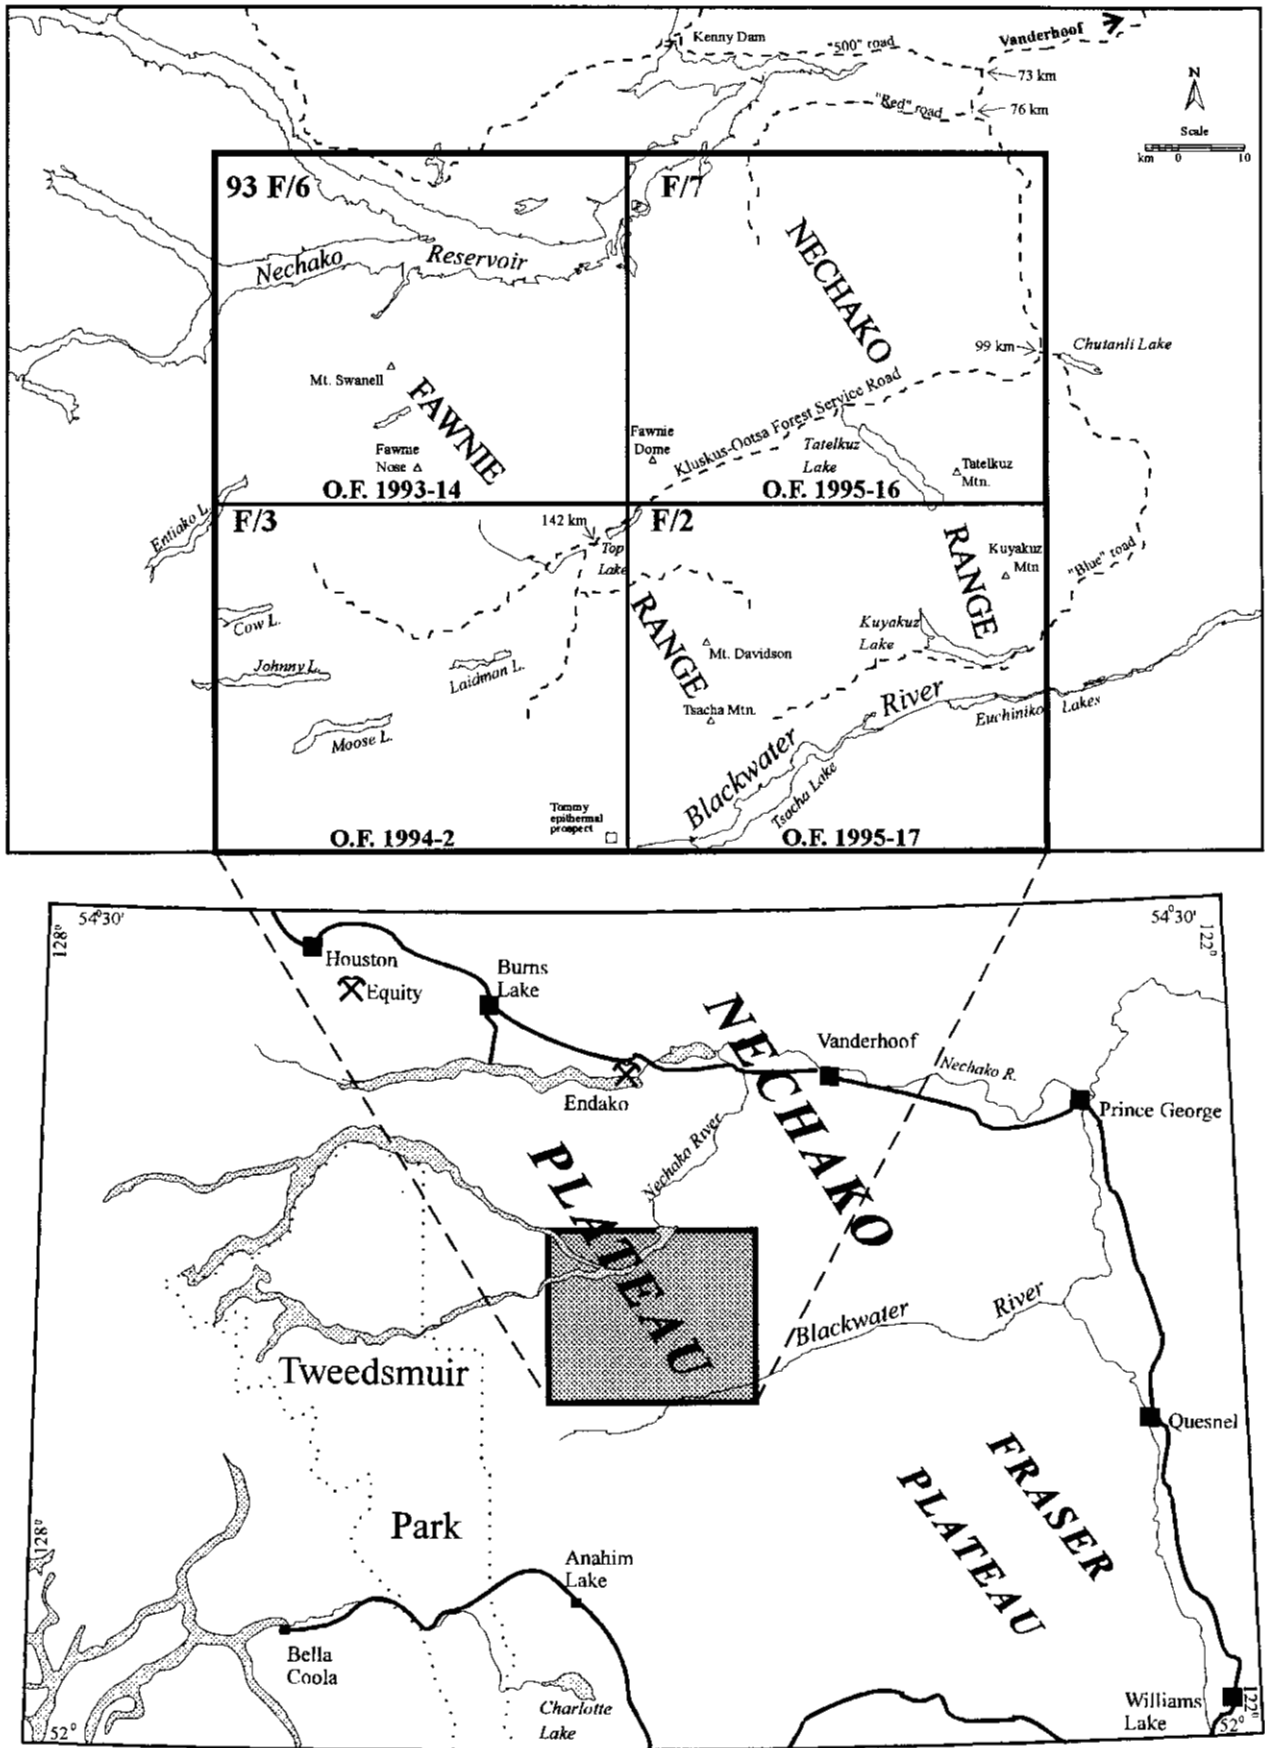 Kenny Dam
"500" road
Vanderhoof
73 km
"Red" road
76 km
N
Scale
km 0 10
93 F/6
F/7
Nechako Reservoir
NECHAKO
99 km
Chutanli Lake
Mt. Swanell
FAWNIE
Kluskus-Ootsa Forest Service Road
Fawnie
Nose
Fawnie
Dome
Tatelkuz
Lake
Tatelkuz
Mtn.
O.F. 1993-14
O.F. 1995-16
Entiako L.
F/3
142 km
F/2
Top
Lake
RANGE
Kuyakuz
Mtn
"Blue" road
Cow L.
RANGE
Kuyakuz
Lake
Johnny L.
Laidman L.
Mt. Davidson
Moose L.
Tsacha Mtn.
Blackwater River
Euchiniko Lakes
Tsacha Lake
Tommy
epithermal
prospect
O.F. 1994-2
O.F. 1995-17
54°30'
54°30'
128°
122°
Houston
Equity
Burns
Lake
NECHAKO
Vanderhoof
Nechako R.
Endako
Prince George
PLATEAU
Nechako River
Blackwater River
Tweedsmuir
Quesnel
FRASER
PLATEAU
Park
128°
Anahim
Lake
Bella
Coola
Charlotte
Lake
Williams
Lake
52°
52°
122°